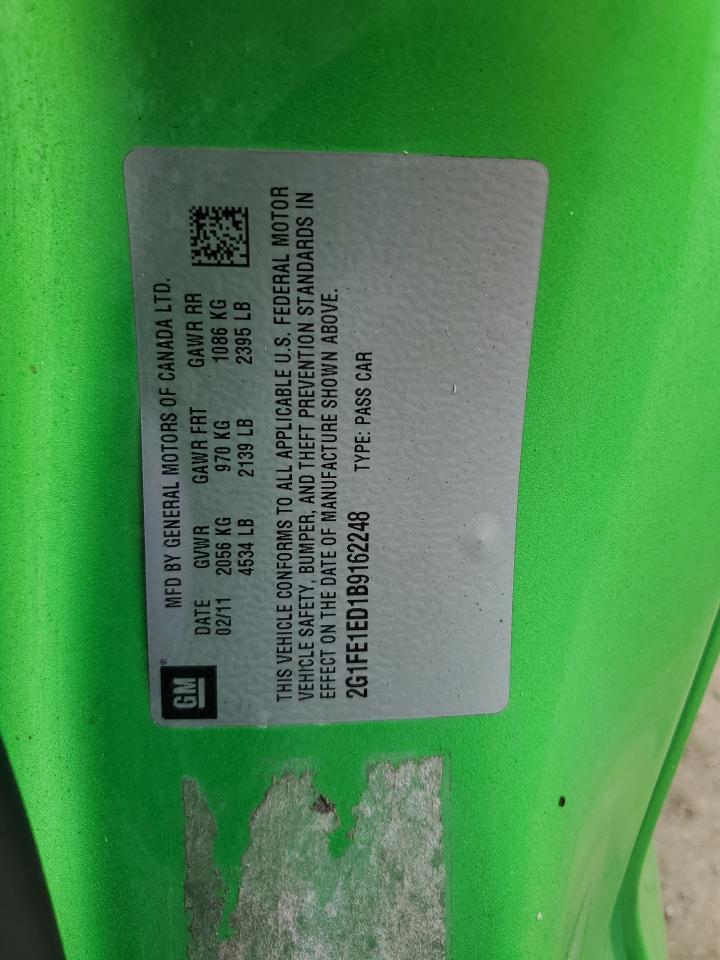 GM ®
MFD BY GENERAL MOTORS OF CANADA LTD.
DATE GVWR GAWR FRT GAWR RR
02/11 2056 KG 970 KG 1086 KG
4534 LB 2139 LB 2395 LB
THIS VEHICLE CONFORMS TO ALL APPLICABLE U.S. FEDERAL MOTOR
VEHICLE SAFETY, BUMPER, AND THEFT PREVENTION STANDARDS IN
EFFECT ON THE DATE OF MANUFACTURE SHOWN ABOVE.
2G1FE1ED1B9162248 TYPE: PASS CAR